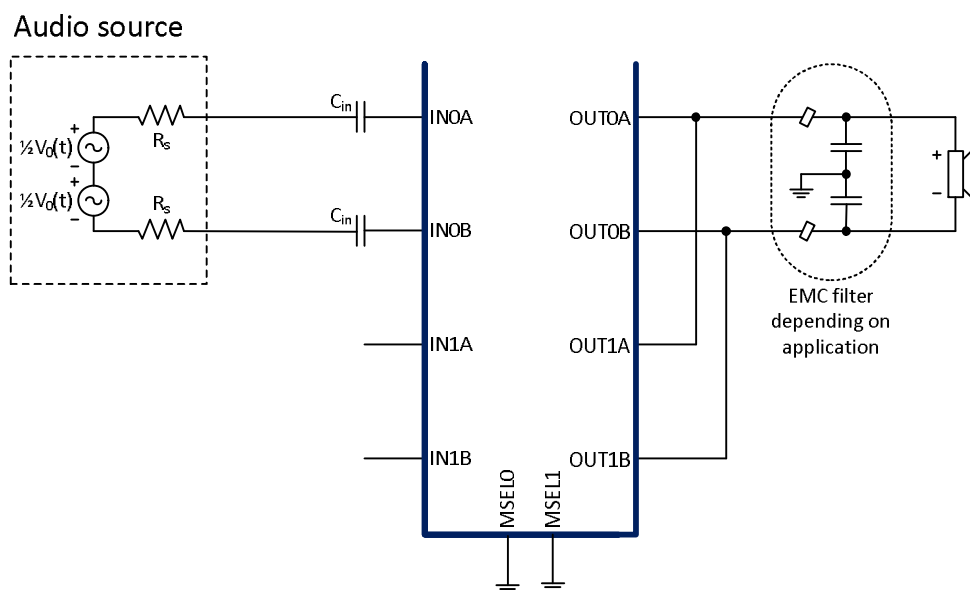 Audio source
+
½V₀(t)
−
+
½V₀(t)
−
Rₛ
Rₛ
Cᵢₙ
Cᵢₙ
IN0A
IN0B
IN1A
IN1B
MSEL0
MSEL1
OUT0A
OUT0B
OUT1A
OUT1B
+
−
EMC filter
depending on
application